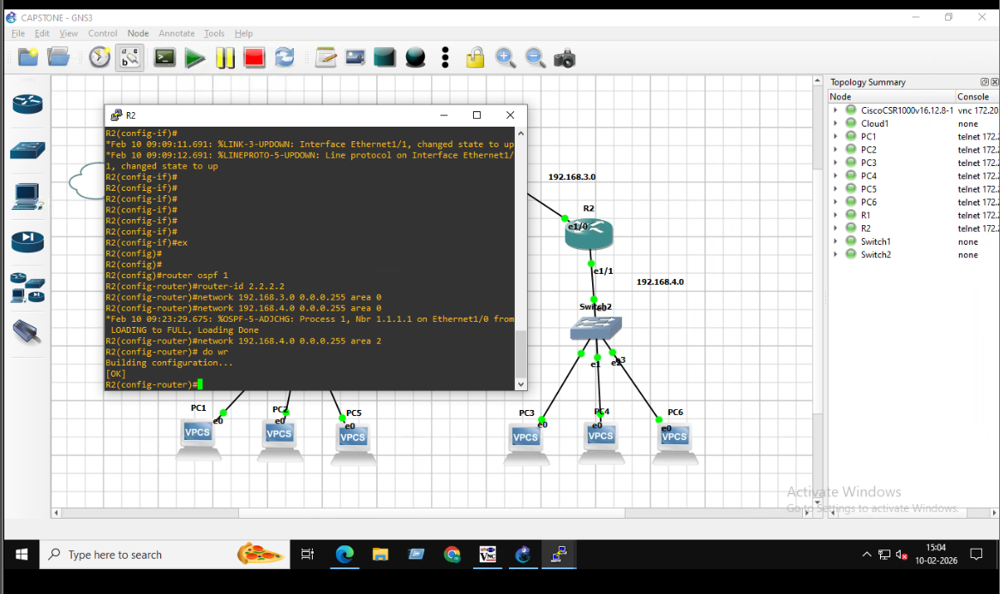 CAPSTONE - GNS3
File Edit View Control Node Annotate Tools Help
Topology Summary
Node Console
CiscoCSR1000v16.12.8-1 vnc 172.20
Cloud1 none
PC1 telnet 172.2
PC2 telnet 172.2
PC3 telnet 172.2
PC4 telnet 172.2
PC5 telnet 172.2
PC6 telnet 172.2
R1 telnet 172.2
R2 telnet 172.2
Switch1 none
Switch2 none
R2
R2(config-if)#
*Feb 10 09:09:11.691: %LINK-3-UPDOWN: Interface Ethernet1/1, changed state to up
*Feb 10 09:09:12.691: %LINEPROTO-5-UPDOWN: Line protocol on Interface Ethernet1/
1, changed state to up
R2(config-if)#
R2(config-if)#
R2(config-if)#
R2(config-if)#
R2(config-if)#
R2(config-if)#
R2(config-if)#ex
R2(config)#
R2(config)#
R2(config)#router ospf 1
R2(config-router)#router-id 2.2.2.2
R2(config-router)#network 192.168.3.0 0.0.0.255 area 0
R2(config-router)#network 192.168.4.0 0.0.0.255 area 0
*Feb 10 09:23:29.675: %OSPF-5-ADJCHG: Process 1, Nbr 1.1.1.1 on Ethernet1/0 from
LOADING to FULL, Loading Done
R2(config-router)#network 192.168.4.0 0.0.0.255 area 2
R2(config-router)# do wr
Building configuration...
[OK]
R2(config-router)#
192.168.3.0
R2
e1/0
e1/1
192.168.4.0
Switch2
e0
e1
e2
e3
PC1
e0
VPCS
PC2
e0
VPCS
PC5
e0
VPCS
PC3
e0
VPCS
PC4
e0
VPCS
PC6
e0
VPCS
Activate Windows
Go to Settings to activate Windows.
Type here to search
15:04
10-02-2026